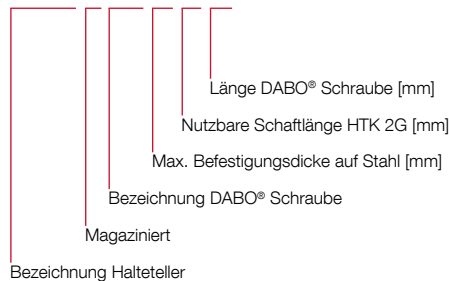 Länge DABO® Schraube [mm]
Nutzbare Schaftlänge HTK 2G [mm]
Max. Befestigungsdicke auf Stahl [mm]
Bezeichnung DABO® Schraube
Magaziniert
Bezeichnung Halteteller